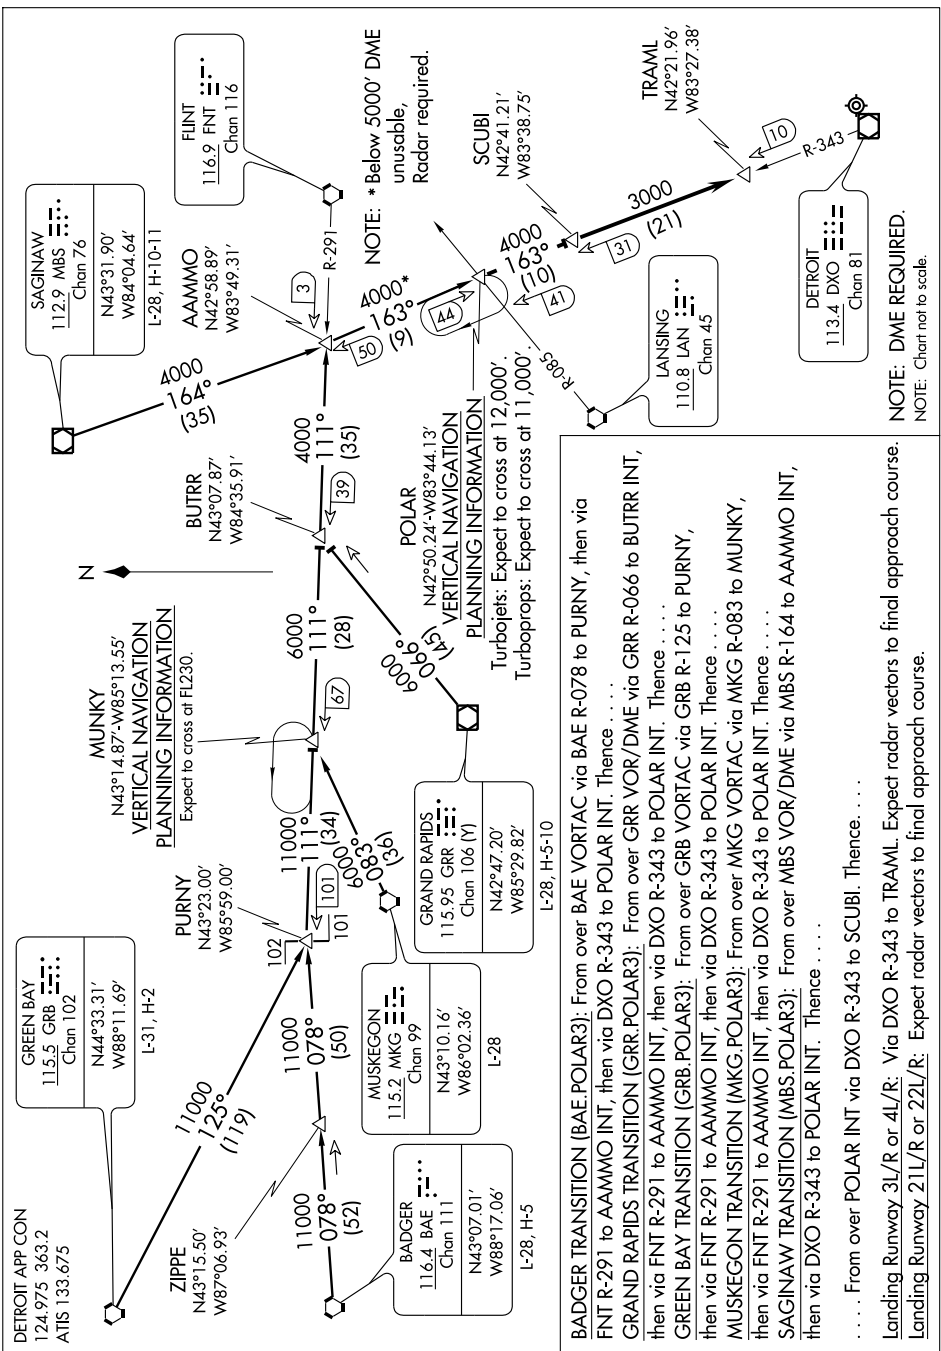 DETROIT APP CON
124.975 363.2
ATIS 133.675
GREEN BAY
115.5 GRB
Chan 102
N44°33.31'
W88°11.69'
L-31, H-2
11000
125°
(119)
ZIPPE
N43°15.50'
W87°06.93'
11000
078°
(52)
BADGER
116.4 BAE
Chan 111
N43°07.01'
W88°17.06'
L-28, H-5
11000
078°
(50)
PURNY
N43°23.00'
W85°59.00'
102
101
101
MUSKEGON
115.2 MKG
Chan 99
N43°10.16'
W86°02.36'
L-28
11000
111°
(34)
6000
083°
(36)
MUNKY
N43°14.87'-W85°13.55'
VERTICAL NAVIGATION
PLANNING INFORMATION
Expect to cross at FL230.
67
GRAND RAPIDS
115.95 GRR
Chan 106 (Y)
N42°47.20'
W85°29.82'
L-28, H-5-10
N
6000
111°
(28)
6000
066°
(45)
BUTRR
N43°07.87'
W84°35.91'
39
4000
111°
(35)
SAGINAW
112.9 MBS
Chan 76
N43°31.90'
W84°04.64'
L-28, H-10-11
4000
164°
(35)
AAMMO
N42°58.89'
W83°49.31'
3
50
FLINT
116.9 FNT
Chan 116
R-291
4000*
163°
(9)
NOTE: * Below 5000' DME
unusable,
Radar required.
POLAR
N42°50.24'-W83°44.13'
VERTICAL NAVIGATION
PLANNING INFORMATION
Turbojets: Expect to cross at 12,000'.
Turboprops: Expect to cross at 11,000'.
44
41
R-085
LANSING
110.8 LAN
Chan 45
4000
163°
(10)
SCUBI
N42°41.21'
W83°38.75'
31
3000
(21)
TRAML
N42°21.96'
W83°27.38'
10
R-343
DETROIT
113.4 DXO
Chan 81
NOTE: DME REQUIRED.
NOTE: Chart not to scale.
BADGER TRANSITION (BAE.POLAR3): From over BAE VORTAC via BAE R-078 to PURNY, then via
FNT R-291 to AAMMO INT, then via DXO R-343 to POLAR INT. Thence . . . .
GRAND RAPIDS TRANSITION (GRR.POLAR3): From over GRR VOR/DME via GRR R-066 to BUTRR INT,
then via FNT R-291 to AAMMO INT, then via DXO R-343 to POLAR INT. Thence . . . .
GREEN BAY TRANSITION (GRB.POLAR3): From over GRB VORTAC via GRB R-125 to PURNY,
then via FNT R-291 to AAMMO INT, then via DXO R-343 to POLAR INT. Thence . . . .
MUSKEGON TRANSITION (MKG.POLAR3): From over MKG VORTAC via MKG R-083 to MUNKY,
then via FNT R-291 to AAMMO INT, then via DXO R-343 to POLAR INT. Thence . . . .
SAGINAW TRANSITION (MBS.POLAR3): From over MBS VOR/DME via MBS R-164 to AAMMO INT,
then via DXO R-343 to POLAR INT. Thence . . . .
. . . . From over POLAR INT via DXO R-343 to SCUBI. Thence. . . .
Landing Runway 3L/R or 4L/R: Via DXO R-343 to TRAML. Expect radar vectors to final approach course.
Landing Runway 21L/R or 22L/R: Expect radar vectors to final approach course.